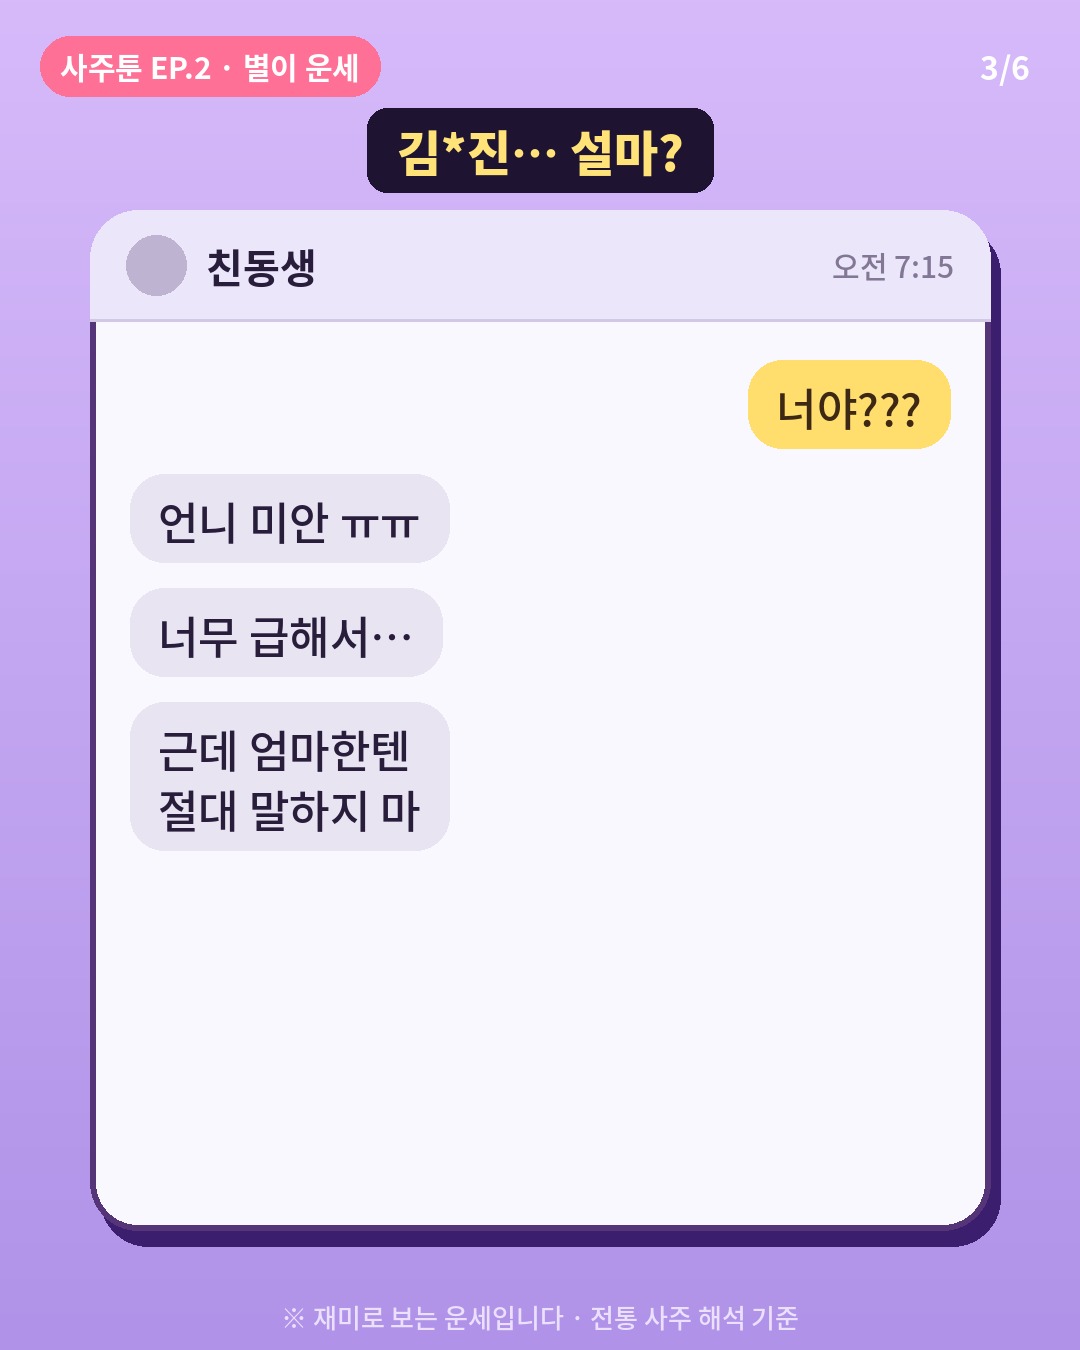 사주툰 EP.2 · 별이 운세
3/6
김*진… 설마?
친동생
오전 7:15
너야???
언니 미안 ㅠㅠ
너무 급해서…
근데 엄마한텐
절대 말하지 마
※ 재미로 보는 운세입니다 · 전통 사주 해석 기준